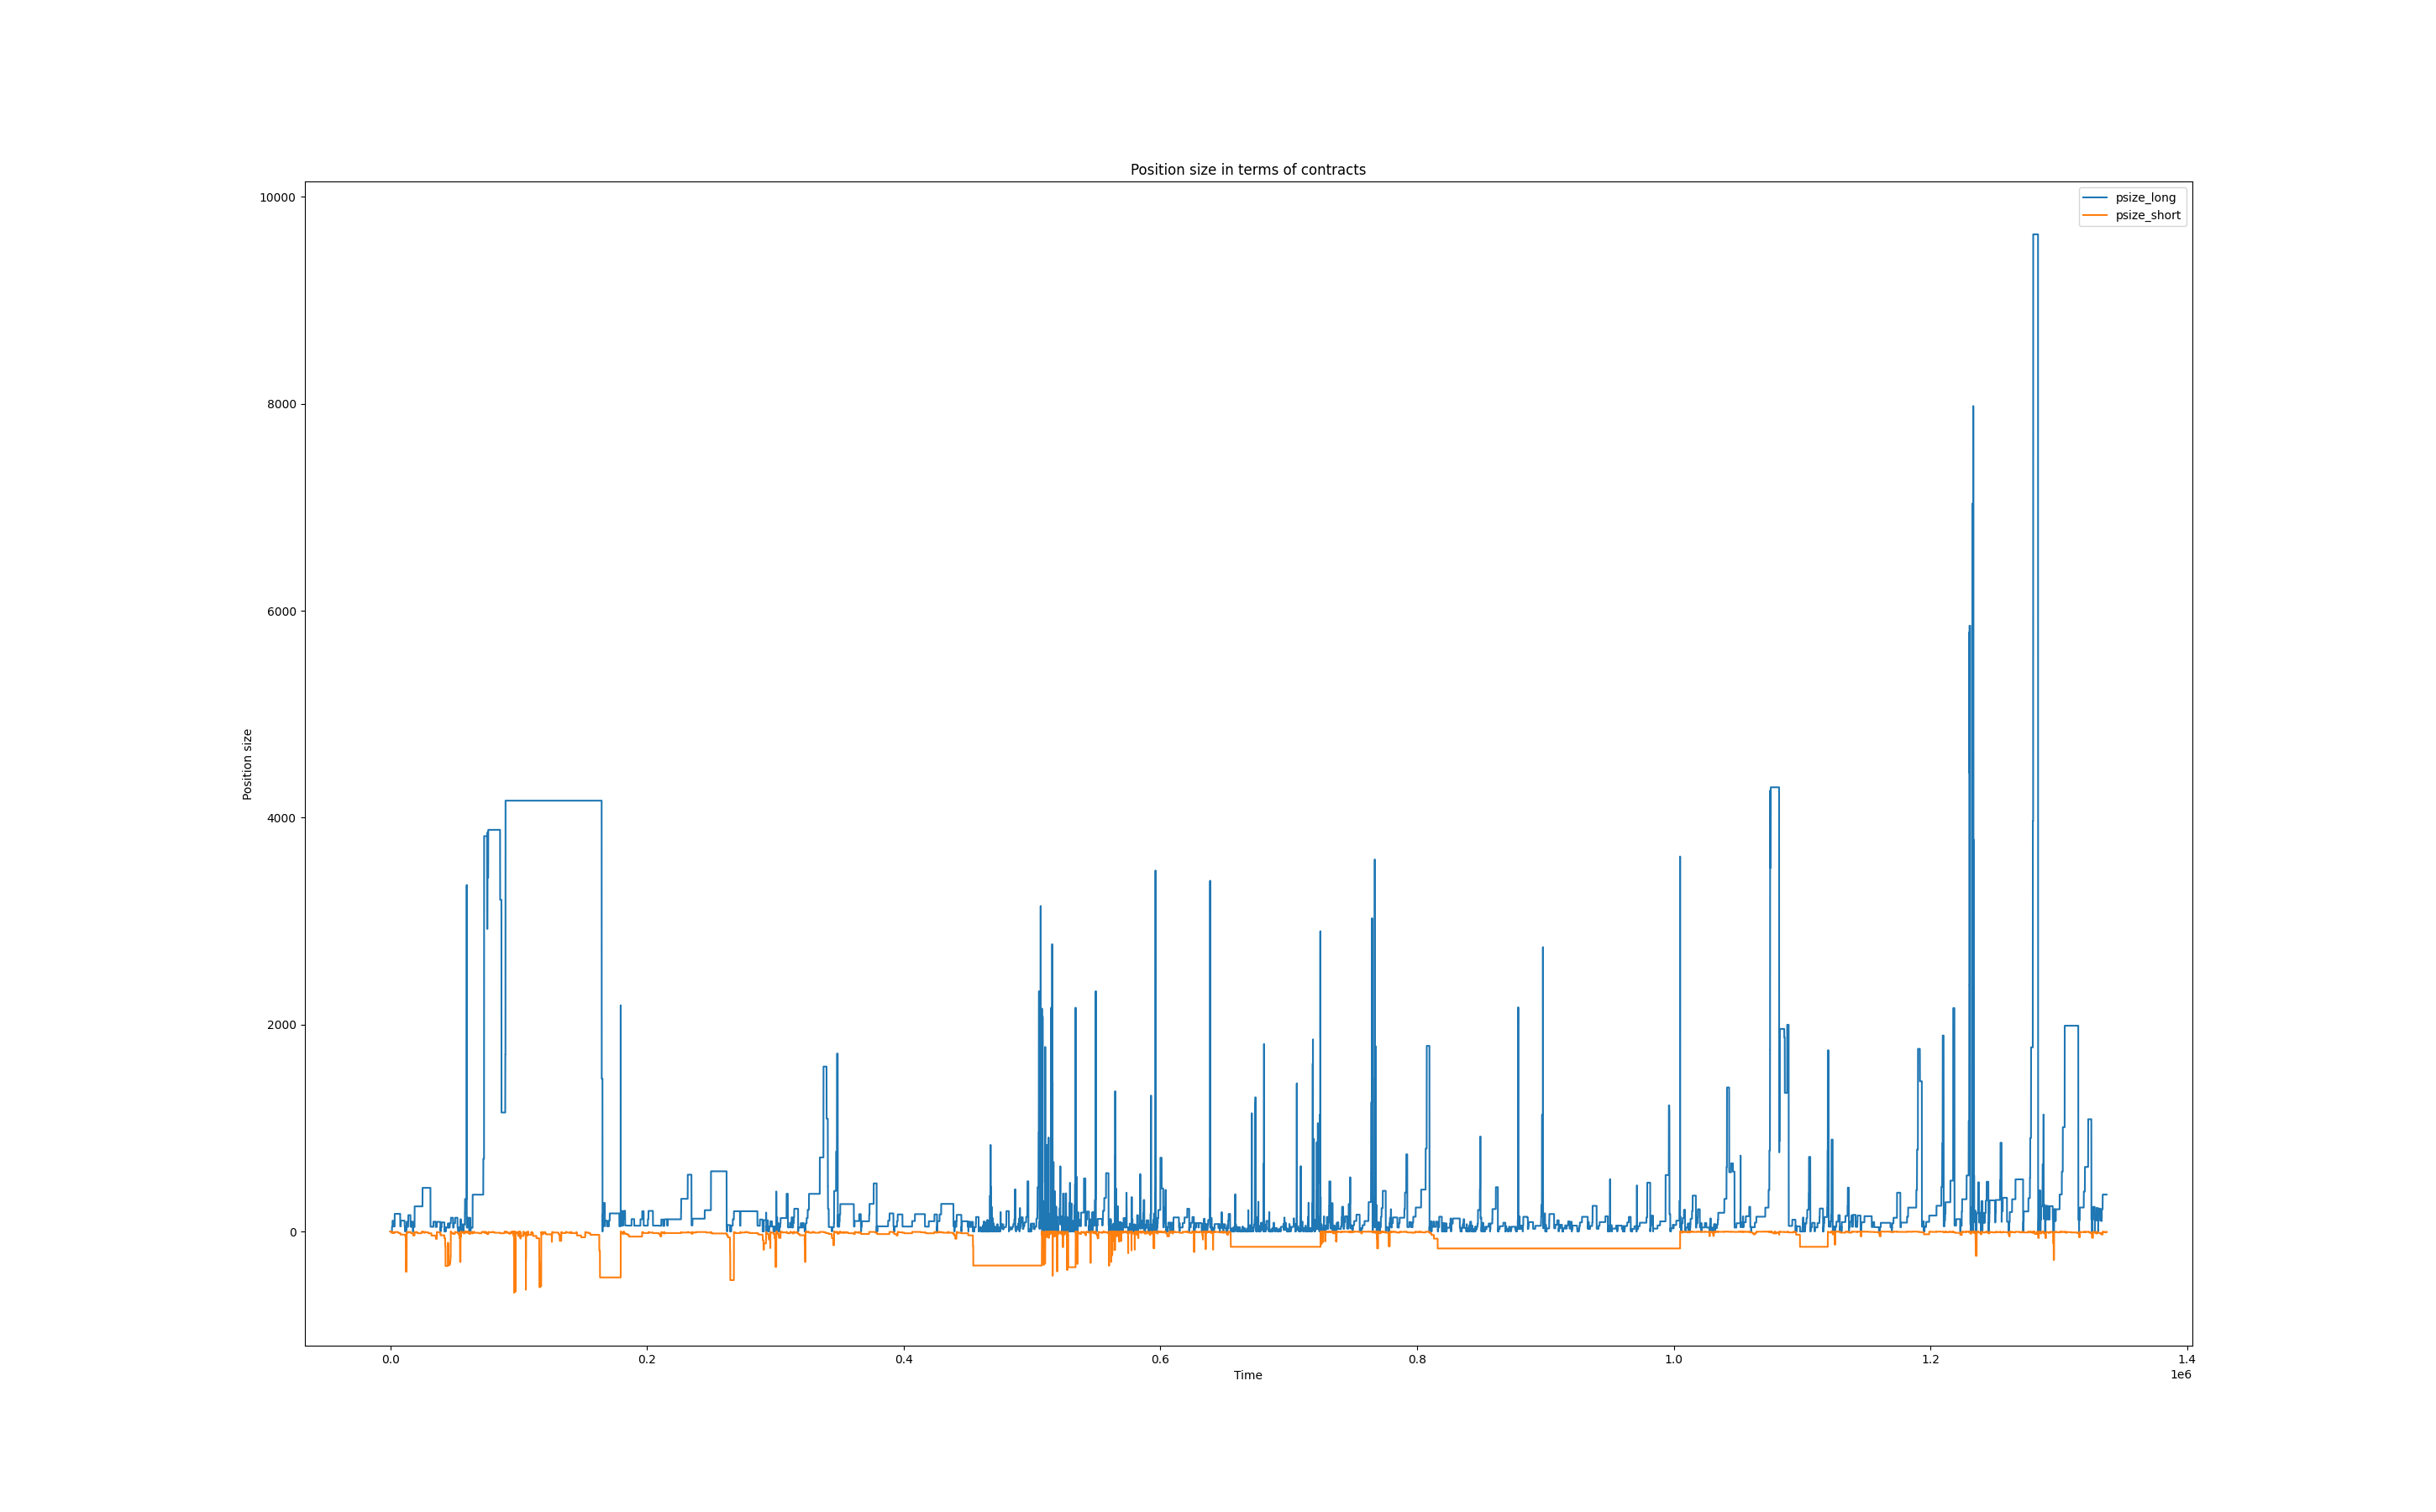 Position size in terms of contracts
psize_long
psize_short
10000
8000
6000
4000
2000
0
Position size
0.0 0.2 0.4 0.6 0.8 1.0 1.2 1.4
Time
1e6